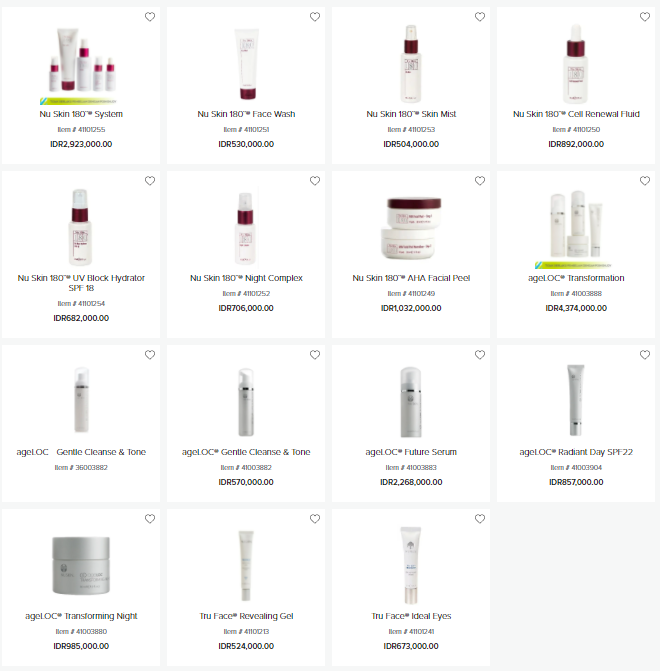 Nu Skin 180°® System
Item # 41101255
IDR2,923,000.00
Nu Skin 180°® Face Wash
Item # 41101251
IDR530,000.00
Nu Skin 180°® Skin Mist
Item # 41101253
IDR504,000.00
Nu Skin 180°® Cell Renewal Fluid
Item # 41101250
IDR892,000.00
Nu Skin 180°® UV Block Hydrator
SPF 18
Item # 41101254
IDR682,000.00
Nu Skin 180°® Night Complex
Item # 41101252
IDR706,000.00
Nu Skin 180°® AHA Facial Peel
Item # 41101249
IDR1,032,000.00
ageLOC® Transformation
Item # 41003888
IDR4,374,000.00
ageLOC Gentle Cleanse & Tone
Item # 36003882
ageLOC® Gentle Cleanse & Tone
Item # 41003882
IDR570,000.00
ageLOC® Future Serum
Item # 41003883
IDR2,268,000.00
ageLOC® Radiant Day SPF22
Item # 41003904
IDR857,000.00
ageLOC® Transforming Night
Item # 41003880
IDR985,000.00
Tru Face® Revealing Gel
Item # 41101213
IDR524,000.00
Tru Face® Ideal Eyes
Item # 41101241
IDR673,000.00